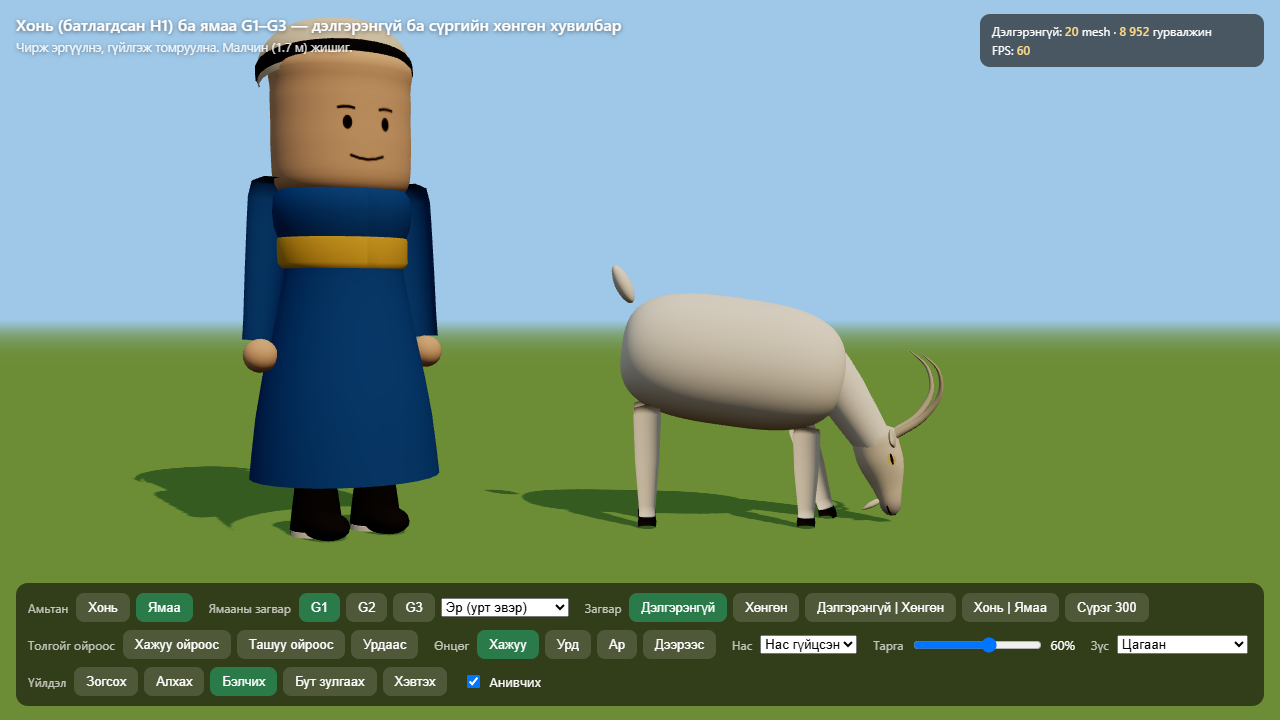 Хонь (батлагдсан H1) ба ямаа G1–G3 — дэлгэрэнгүй ба сүргийн хөнгөн хувилбар
Чирж эргүүлнэ, гүйлгэж томруулна. Малчин (1.7 м) жишиг.
Дэлгэрэнгүй: 20 mesh · 8 952 гурвалжин
FPS: 60
Амьтан Хонь Ямаа Ямааны загвар G1 G2 G3 Эр (урт эвэр) Загвар Дэлгэрэнгүй Хөнгөн Дэлгэрэнгүй | Хөнгөн Хонь | Ямаа Сүрэг 300
Толгойг ойроос Хажуу ойроос Ташуу ойроос Урдаас Өнцөг Хажуу Урд Ар Дээрээс Нас Нас гүйцсэн Тарга 60% Зүс Цагаан
Үйлдэл Зогсох Алхах Бэлчих Бут зулгаах Хэвтэх Анивчих